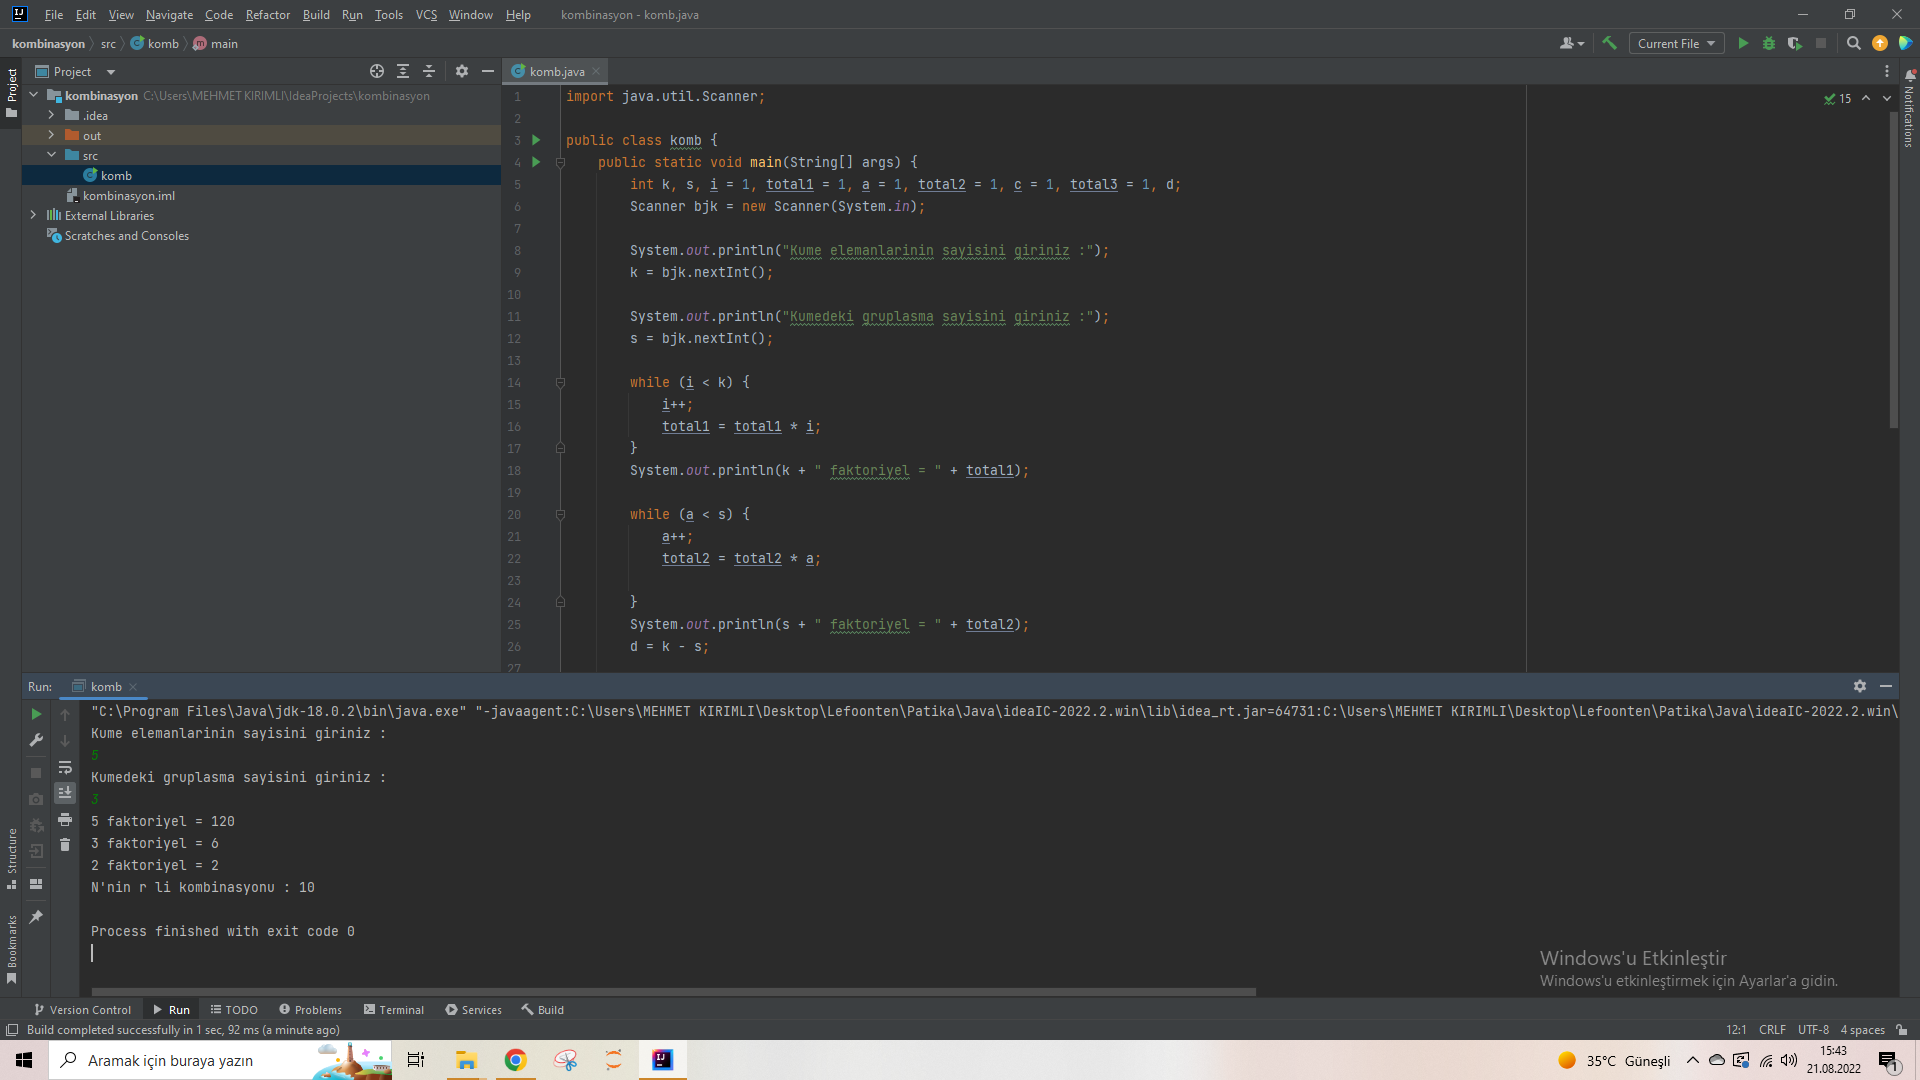 File Edit View Navigate Code Refactor Build Run Tools VCS Window Help kombinasyon - komb.java
kombinasyon src komb main
Current File
Project
komb.java
kombinasyon C:\Users\MEHMET KIRIMLI\IdeaProjects\kombinasyon
.idea
out
src
komb
kombinasyon.iml
External Libraries
Scratches and Consoles
Project
Structure
Bookmarks
Notifications
15
1 import java.util.Scanner;
2
3 public class komb {
4 public static void main(String[] args) {
5 int k, s, i = 1, total1 = 1, a = 1, total2 = 1, c = 1, total3 = 1, d;
6 Scanner bjk = new Scanner(System.in);
7
8 System.out.println("Kume elemanlarinin sayisini giriniz :");
9 k = bjk.nextInt();
10
11 System.out.println("Kumedeki gruplasma sayisini giriniz :");
12 s = bjk.nextInt();
13
14 while (i < k) {
15 i++;
16 total1 = total1 * i;
17 }
18 System.out.println(k + " faktoriyel = " + total1);
19
20 while (a < s) {
21 a++;
22 total2 = total2 * a;
23
24 }
25 System.out.println(s + " faktoriyel = " + total2);
26 d = k - s;
27
Run: komb
"C:\Program Files\Java\jdk-18.0.2\bin\java.exe" "-javaagent:C:\Users\MEHMET KIRIMLI\Desktop\Lefoonten\Patika\Java\ideaIC-2022.2.win\lib\idea_rt.jar=64731:C:\Users\MEHMET KIRIMLI\Desktop\Lefoonten\Patika\Java\ideaIC-2022.2.win\
Kume elemanlarinin sayisini giriniz :
5
Kumedeki gruplasma sayisini giriniz :
3
5 faktoriyel = 120
3 faktoriyel = 6
2 faktoriyel = 2
N'nin r li kombinasyonu : 10
Process finished with exit code 0
Windows'u Etkinleştir
Windows'u etkinleştirmek için Ayarlar'a gidin.
Version Control Run TODO Problems Terminal Services Build
Build completed successfully in 1 sec, 92 ms (a minute ago)
12:1 CRLF UTF-8 4 spaces
Aramak için buraya yazın
35°C Güneşli
15:43
21.08.2022
1